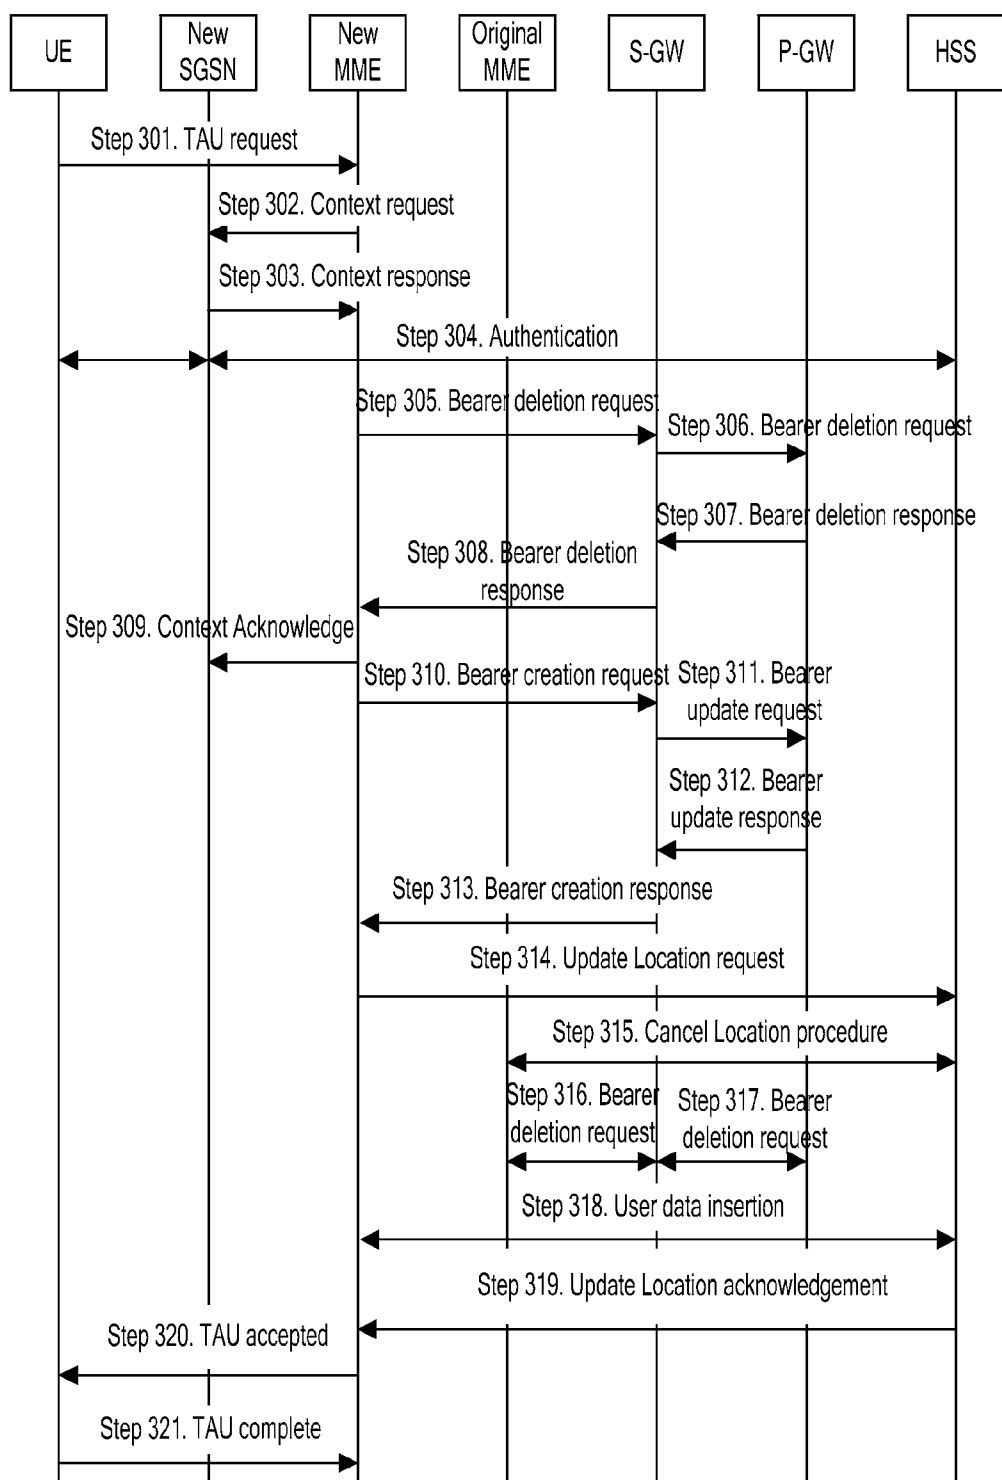 UE
New
SGSN
New
MME
Original
MME
S-GW
P-GW
HSS
Step 301. TAU request
Step 302. Context request
Step 303. Context response
Step 304. Authentication
Step 305. Bearer deletion request
Step 306. Bearer deletion request
Step 307. Bearer deletion response
Step 308. Bearer deletion
response
Step 309. Context Acknowledge
Step 310. Bearer creation request
Step 311. Bearer
update request
Step 312. Bearer
update response
Step 313. Bearer creation response
Step 314. Update Location request
Step 315. Cancel Location procedure
Step 316. Bearer
deletion request
Step 317. Bearer
deletion request
Step 318. User data insertion
Step 319. Update Location acknowledgement
Step 320. TAU accepted
Step 321. TAU complete